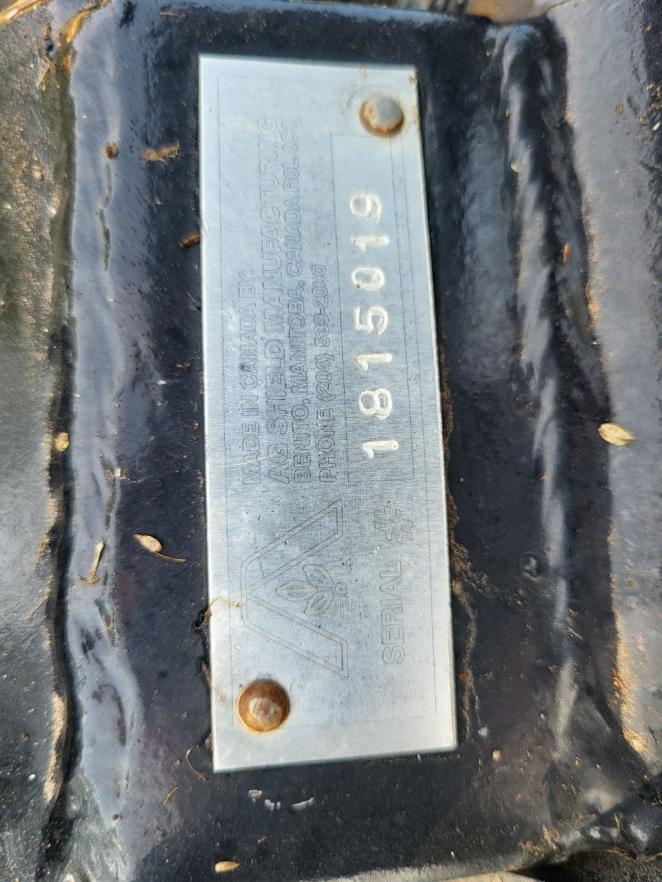 MADE IN CANADA BY:
AG SHIELD MANUFACTURING
BENITO, MANITOBA, CANADA R0L 0C0
PHONE (204) 539-2000
SERIAL #
1815019